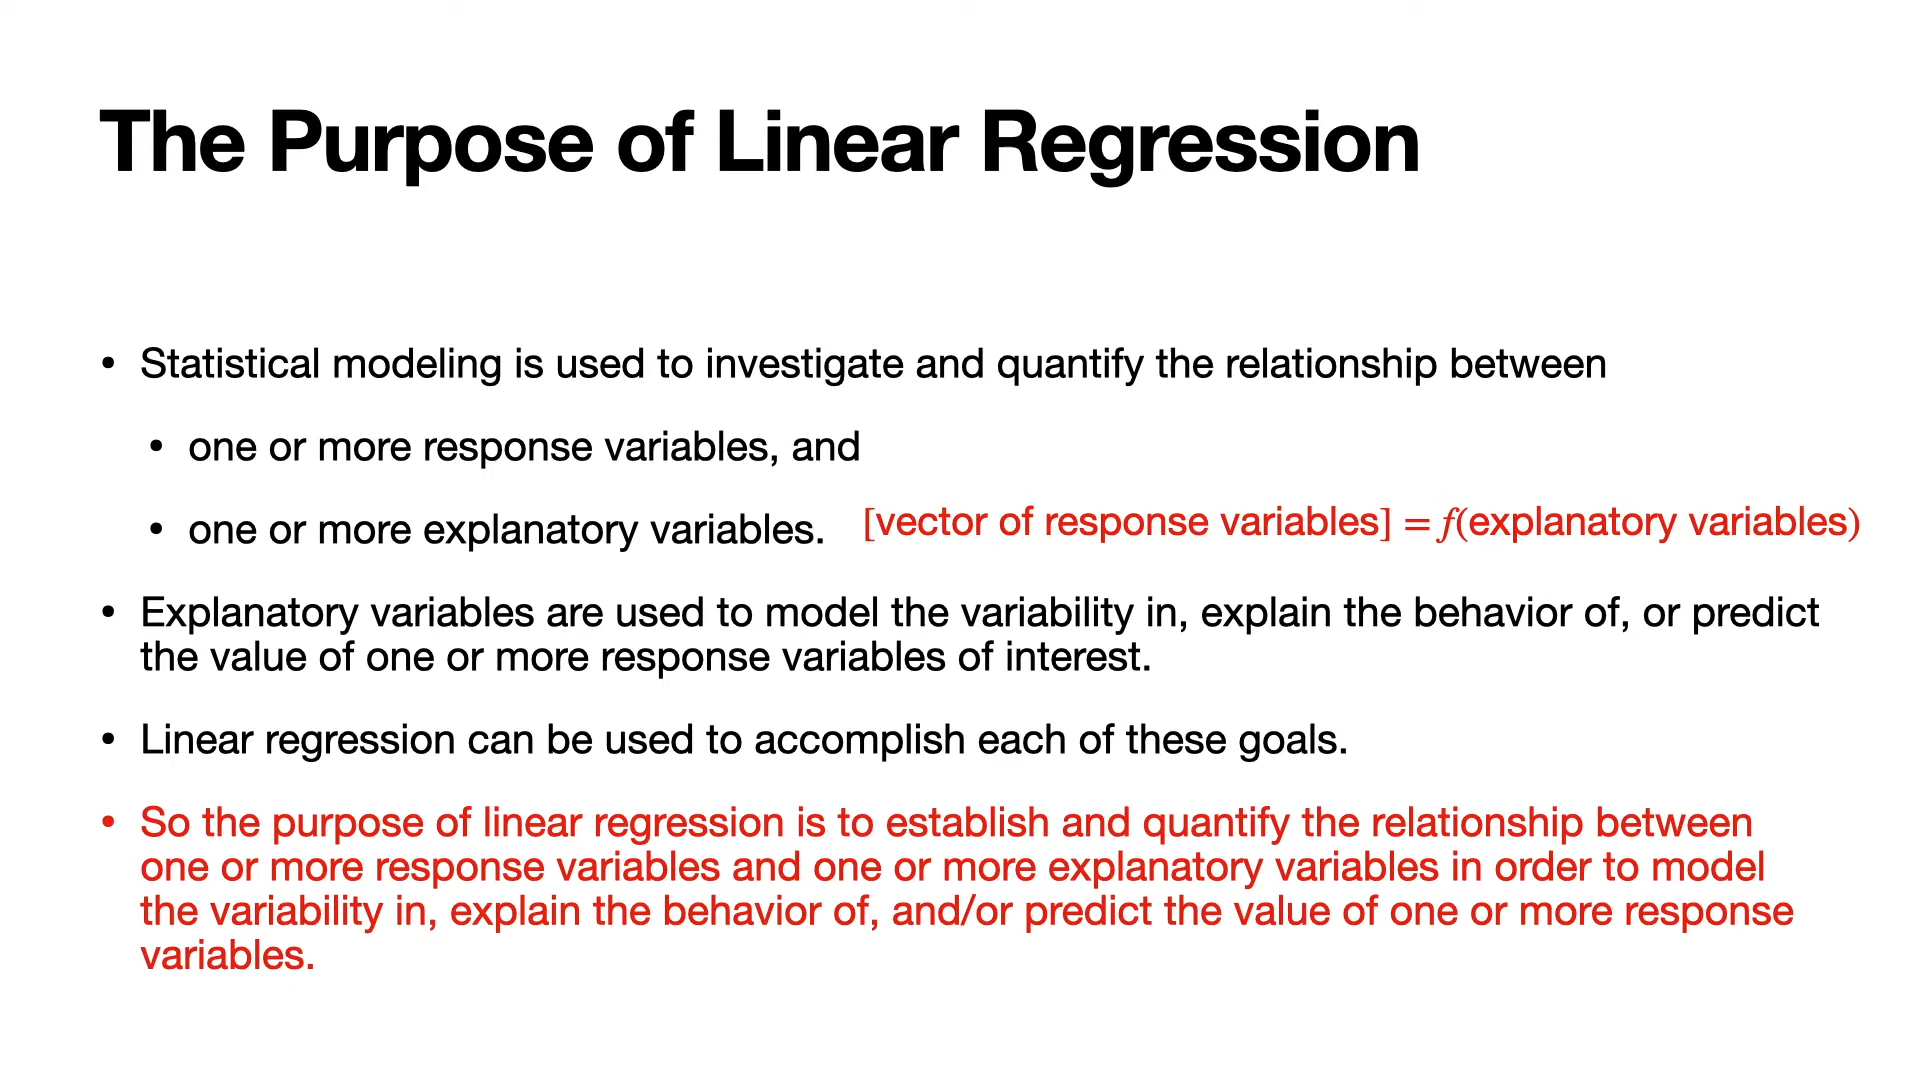 The Purpose of Linear Regression
• Statistical modeling is used to investigate and quantify the relationship between
• one or more response variables, and
• one or more explanatory variables. [vector of response variables] = f(explanatory variables)
• Explanatory variables are used to model the variability in, explain the behavior of, or predict
the value of one or more response variables of interest.
• Linear regression can be used to accomplish each of these goals.
• So the purpose of linear regression is to establish and quantify the relationship between
one or more response variables and one or more explanatory variables in order to model
the variability in, explain the behavior of, and/or predict the value of one or more response
variables.